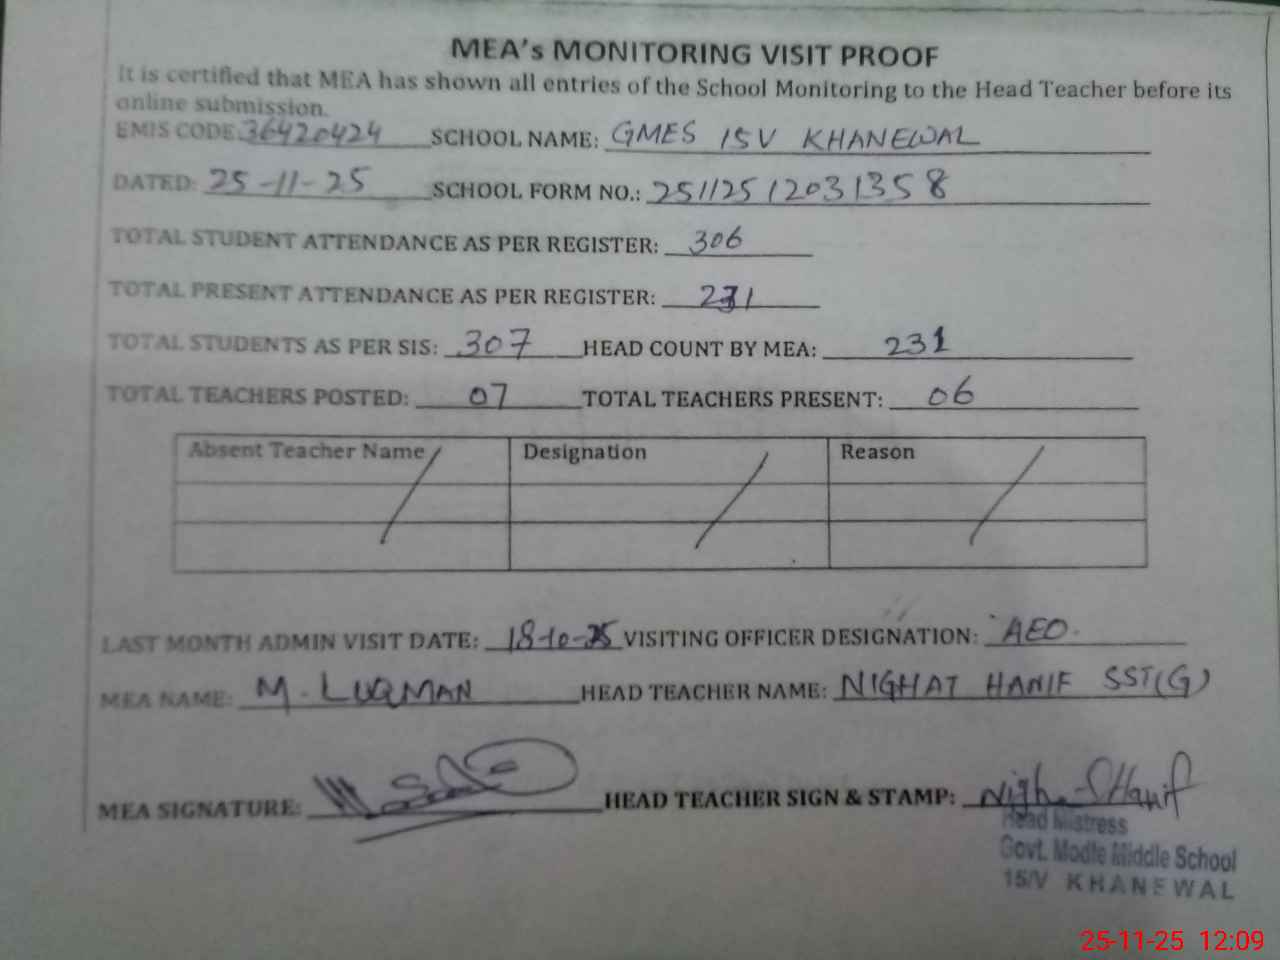 MEA's MONITORING VISIT PROOF
It is certified that MEA has shown all entries of the School Monitoring to the Head Teacher before its
online submission.
EMIS CODE: 36420424 SCHOOL NAME: GMES 15V KHANEWAL
DATED: 25-11-25 SCHOOL FORM NO.: 25112512031358
TOTAL STUDENT ATTENDANCE AS PER REGISTER: 306
TOTAL PRESENT ATTENDANCE AS PER REGISTER: 231
TOTAL STUDENTS AS PER SIS: 307 HEAD COUNT BY MEA: 231
TOTAL TEACHERS POSTED: 07 TOTAL TEACHERS PRESENT: 06
Absent Teacher Name Designation Reason
LAST MONTH ADMIN VISIT DATE: 18-10-25 VISITING OFFICER DESIGNATION: AEO.
MEA NAME: M. LUQMAN HEAD TEACHER NAME: NIGHAT HANIF SST(G)
MEA SIGNATURE: HEAD TEACHER SIGN & STAMP: Nigh Hanif
Head Mistress
Govt. Modle Middle School
15/V KHANEWAL
25-11-25 12:09